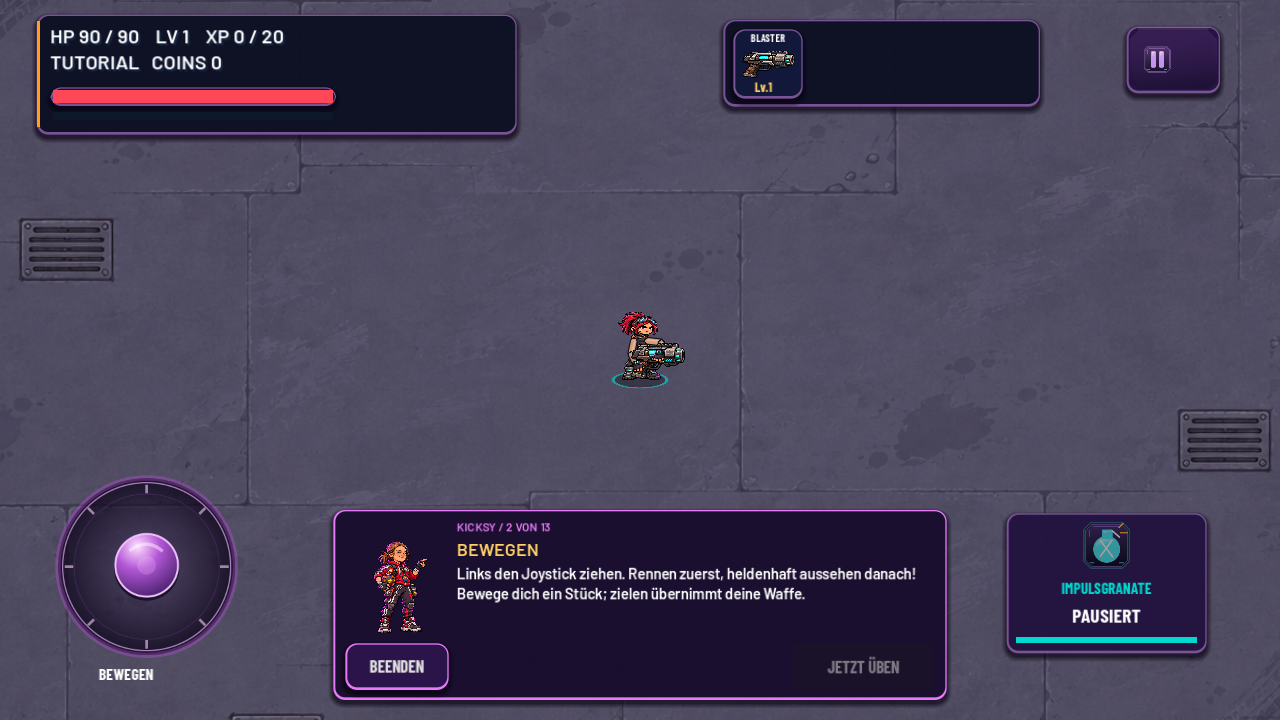 HP 90 / 90 LV 1 XP 0 / 20
TUTORIAL COINS 0
BLASTER
Lv.1
KICKSY / 2 VON 13
BEWEGEN
Links den Joystick ziehen. Rennen zuerst, heldenhaft aussehen danach!
Bewege dich ein Stück; zielen übernimmt deine Waffe.
BEENDEN
JETZT ÜBEN
BEWEGEN
IMPULSGRANATE
PAUSIERT